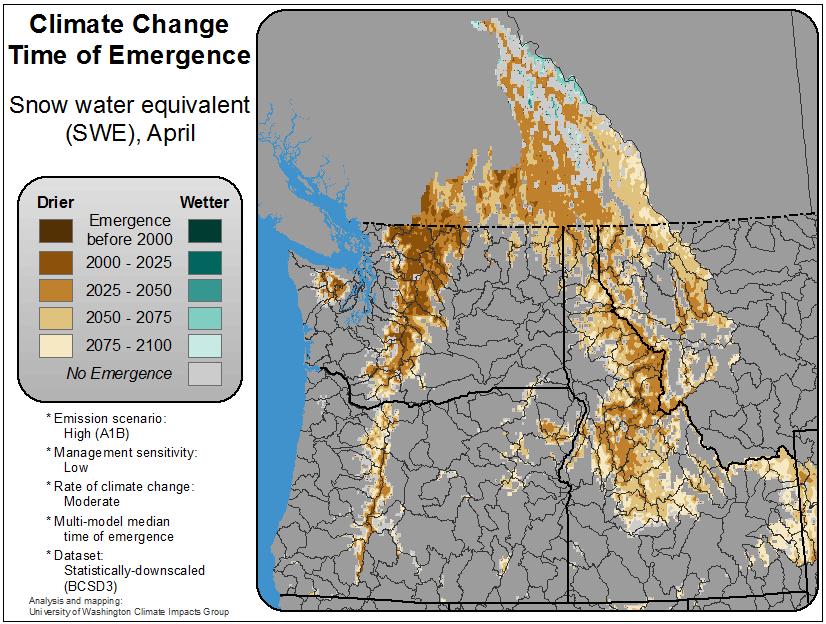 Climate Change
Time of Emergence
Snow water equivalent
(SWE), April
Drier
Wetter
Emergence
before 2000
2000 - 2025
2025 - 2050
2050 - 2075
2075 - 2100
No Emergence
* Emission scenario:
High (A1B)
* Management sensitivity:
Low
* Rate of climate change:
Moderate
* Multi-model median
time of emergence
* Dataset:
Statistically-downscaled
(BCSD3)
Analysis and mapping:
University of Washington Climate Impacts Group